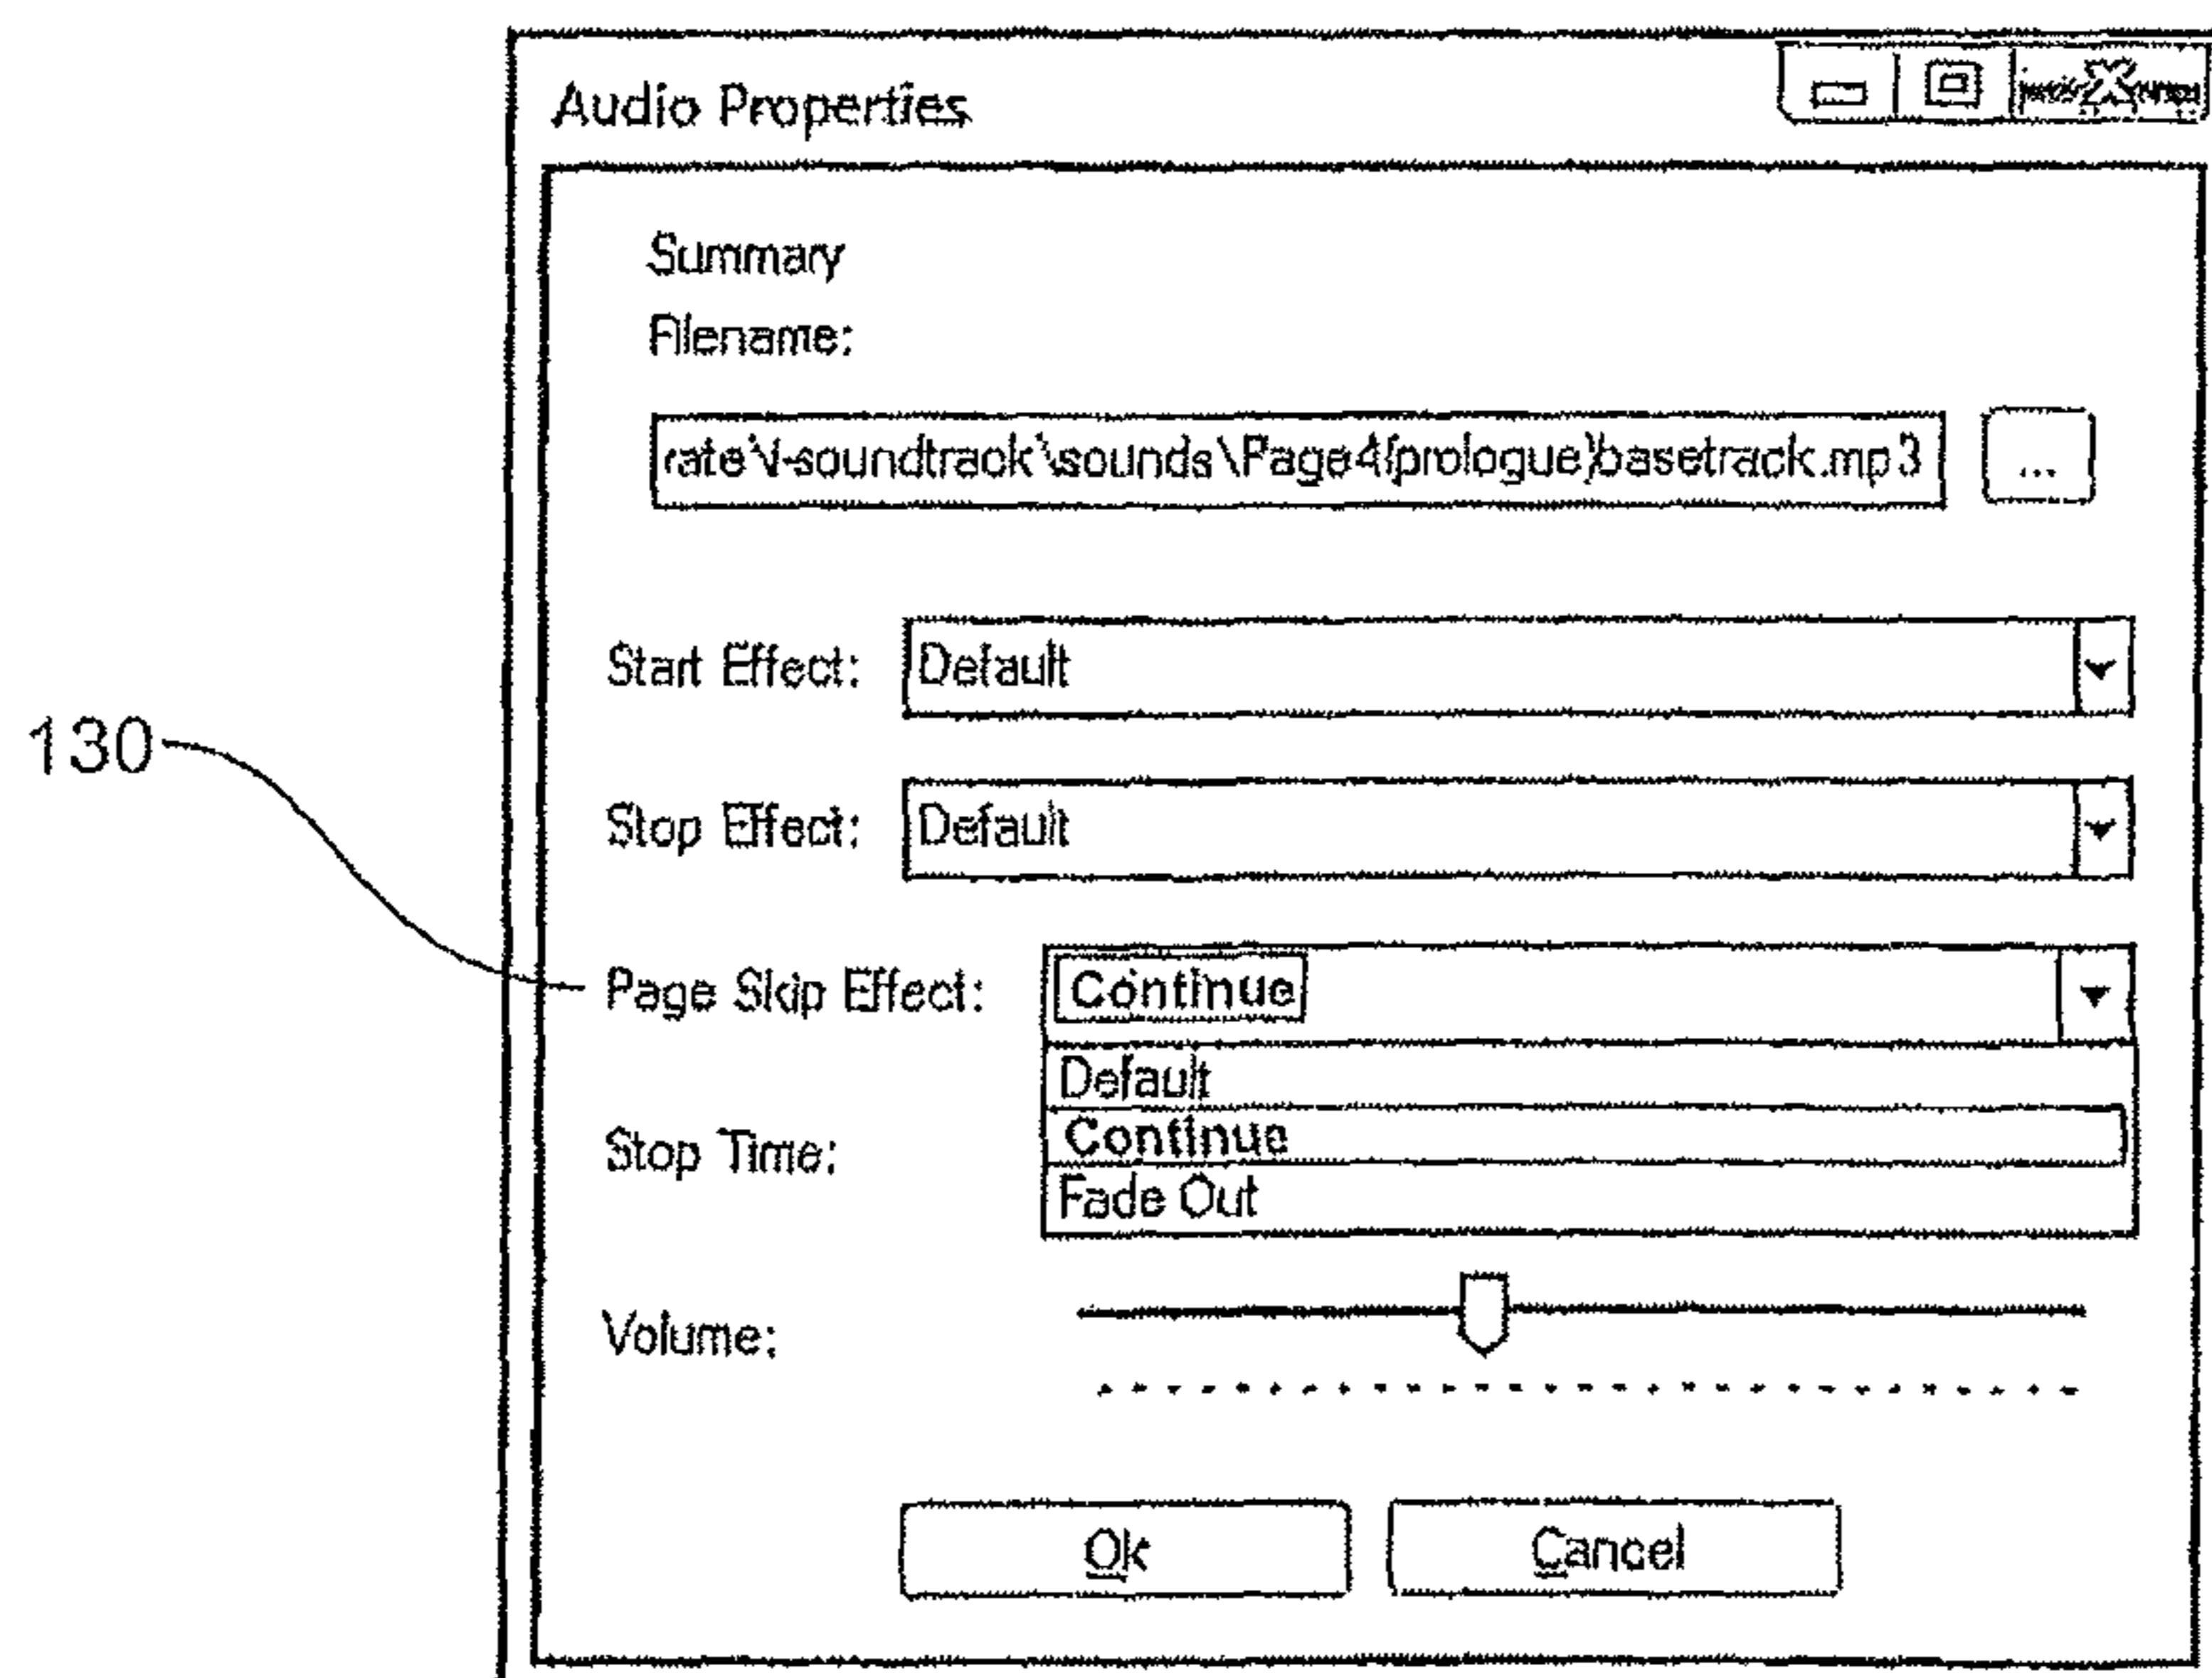 Audio Properties
Summary
Filename:
rate\i-soundtrack\sounds\Page4(prologue)basetrack.mp3 ...
Start Effect: Default
130
Stop Effect: Default
Page Skip Effect: Continue
Default
Stop Time: Continue
Fade Out
Volume:
Ok Cancel